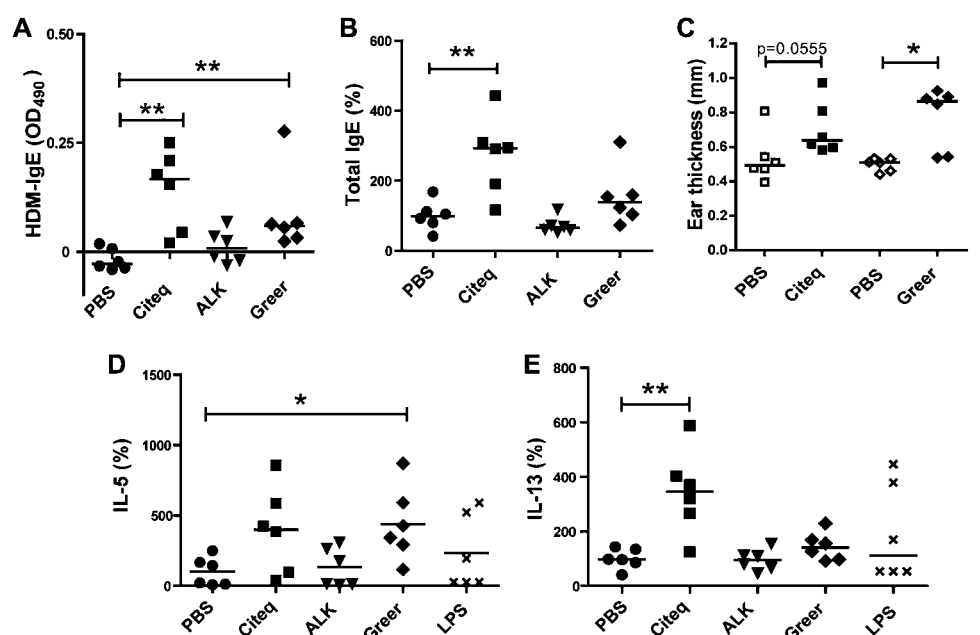 A
HDM-IgE (OD490)
0.50
0.25
0
**
**
PBS
Citeq
ALK
Greer
B
Total IgE (%)
600
400
200
0
**
PBS
Citeq
ALK
Greer
C
Ear thickness (mm)
1.2
1.0
0.8
0.6
0.4
0.2
0.0
p=0.0555
*
PBS
Citeq
PBS
Greer
D
IL-5 (%)
1500
1000
500
0
*
PBS
Citeq
ALK
Greer
LPS
E
IL-13 (%)
800
600
400
200
0
**
PBS
Citeq
ALK
Greer
LPS